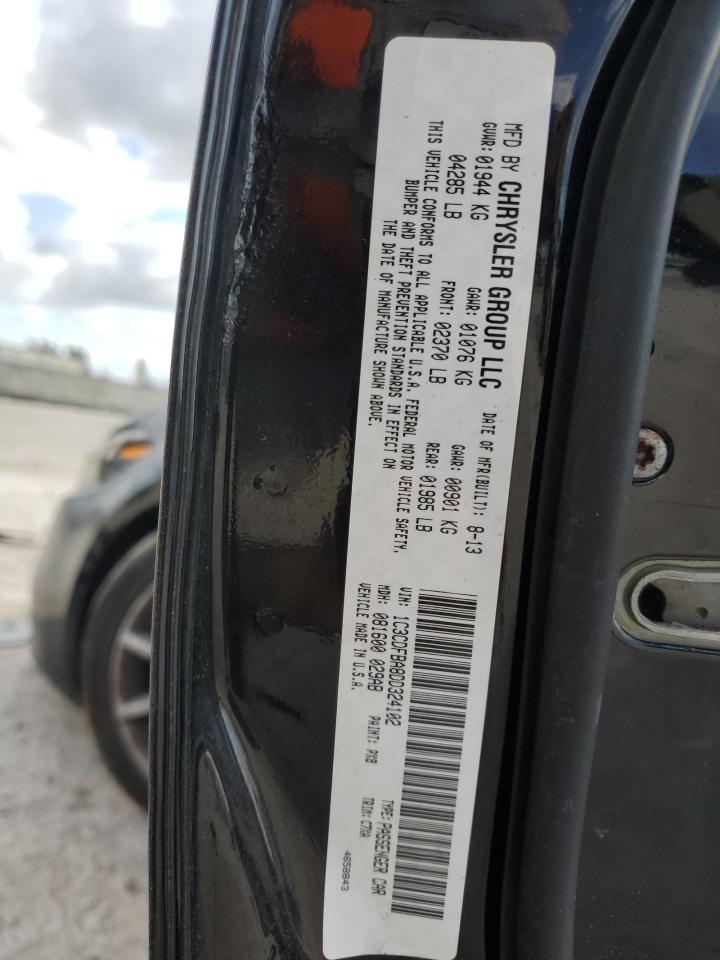 MFD BY CHRYSLER GROUP LLC DATE OF MFR(BUILT): 8-13
GVWR: 01944 KG GAWR: 01076 KG GAWR: 00901 KG
04285 LB FRONT: 02370 LB REAR: 01985 LB
THIS VEHICLE CONFORMS TO ALL APPLICABLE U.S.A. FEDERAL MOTOR VEHICLE SAFETY,
BUMPER AND THEFT PREVENTION STANDARDS IN EFFECT ON
THE DATE OF MANUFACTURE SHOWN ABOVE.
VIN: 1C3CDFBA8DD324102 TYPE: PASSENGER CAR
MDH: 081600 029AB PAINT: PX8 TRIM: C7XA
VEHICLE MADE IN U.S.A. 4658843